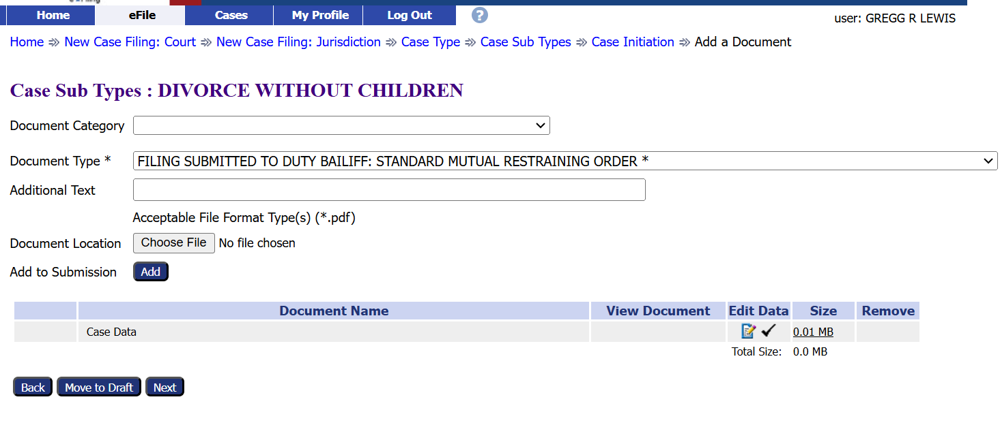 Home eFile Cases My Profile Log Out ?
user: GREGG R LEWIS
Home ⇒ New Case Filing: Court ⇒ New Case Filing: Jurisdiction ⇒ Case Type ⇒ Case Sub Types ⇒ Case Initiation ⇒ Add a Document
Case Sub Types : DIVORCE WITHOUT CHILDREN
Document Category
Document Type * FILING SUBMITTED TO DUTY BAILIFF: STANDARD MUTUAL RESTRAINING ORDER *
Additional Text
Acceptable File Format Type(s) (*.pdf)
Document Location Choose File No file chosen
Add to Submission Add
Document Name View Document Edit Data Size Remove
Case Data 0.01 MB
Total Size: 0.0 MB
Back Move to Draft Next